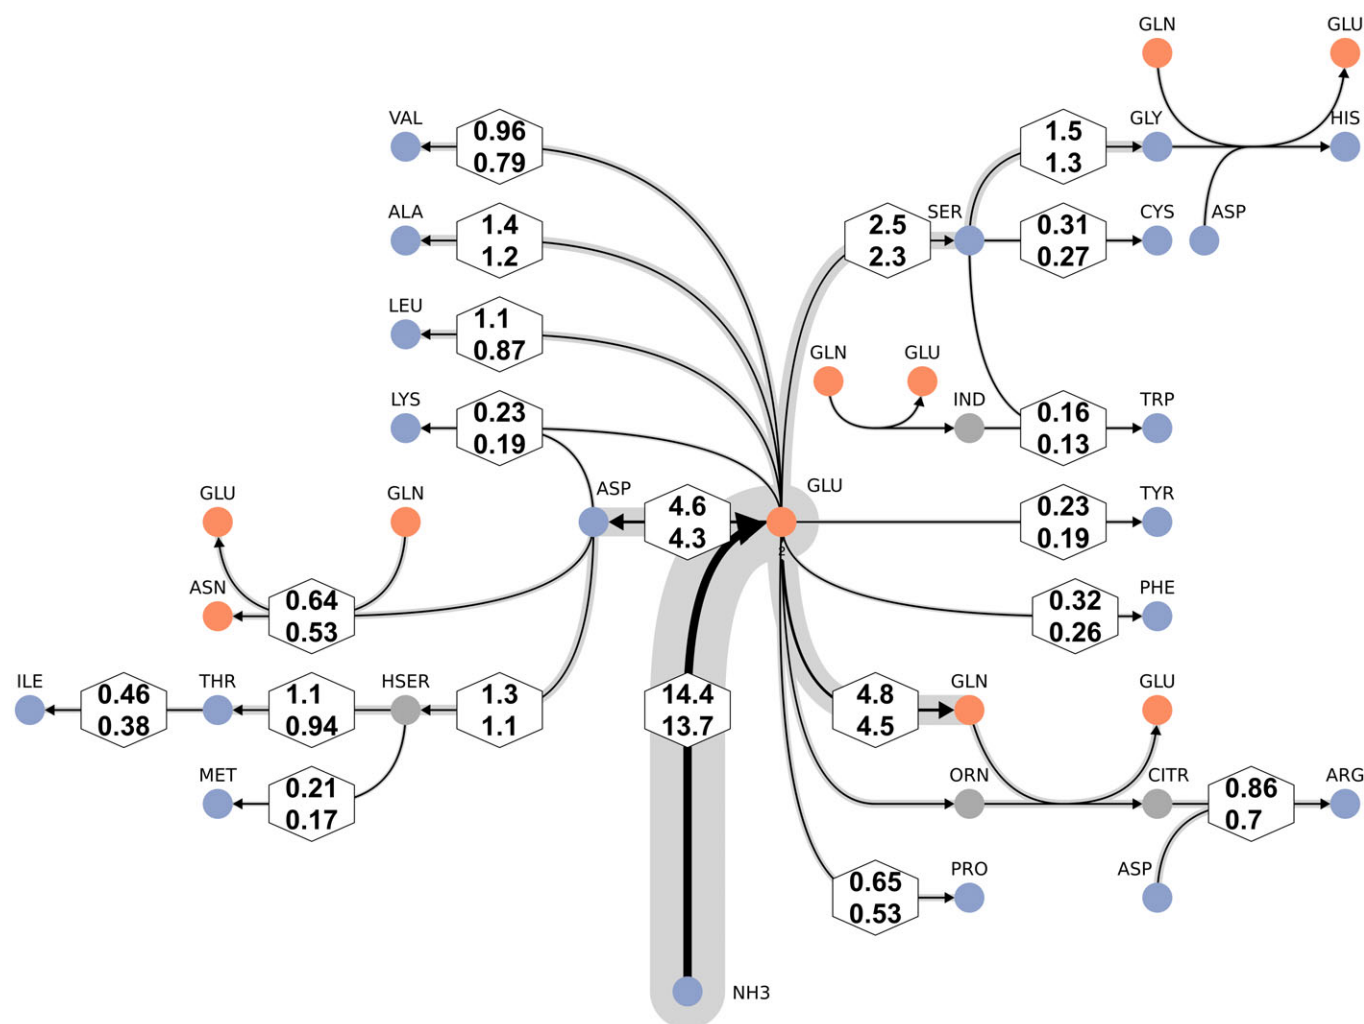 GLN
GLU
VAL
0.96
0.79
1.5
1.3
GLY
HIS
ALA
1.4
1.2
2.5
2.3
SER
0.31
0.27
CYS
ASP
LEU
1.1
0.87
GLN
GLU
LYS
0.23
0.19
IND
0.16
0.13
TRP
GLU
GLN
ASP
4.6
4.3
GLU
2
0.23
0.19
TYR
ASN
0.64
0.53
0.32
0.26
PHE
ILE
0.46
0.38
THR
1.1
0.94
HSER
1.3
1.1
14.4
13.7
4.8
4.5
GLN
GLU
MET
0.21
0.17
ORN
CITR
0.86
0.7
ARG
0.65
0.53
PRO
ASP
NH3